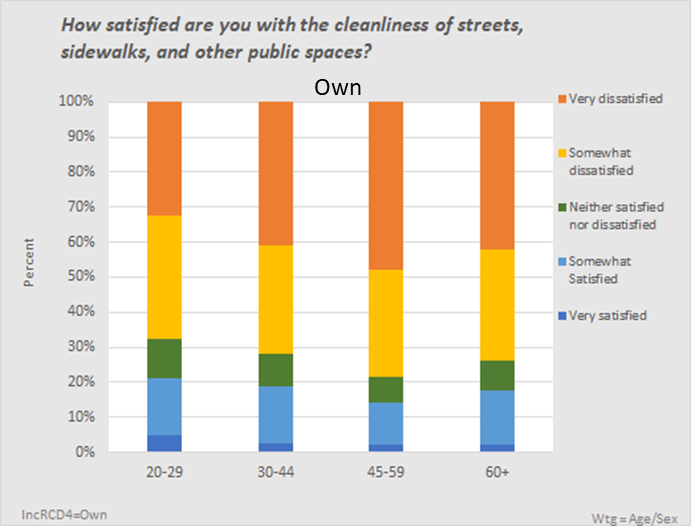 How satisfied are you with the cleanliness of streets,
sidewalks, and other public spaces?
Own
100%
90%
80%
70%
60%
50%
40%
30%
20%
10%
0%
Percent
20-29
30-44
45-59
60+
Very dissatisfied
Somewhat
dissatisfied
Neither satisfied
nor dissatisfied
Somewhat
Satisfied
Very satisfied
IncRCD4=Own
Wtg = Age/Sex